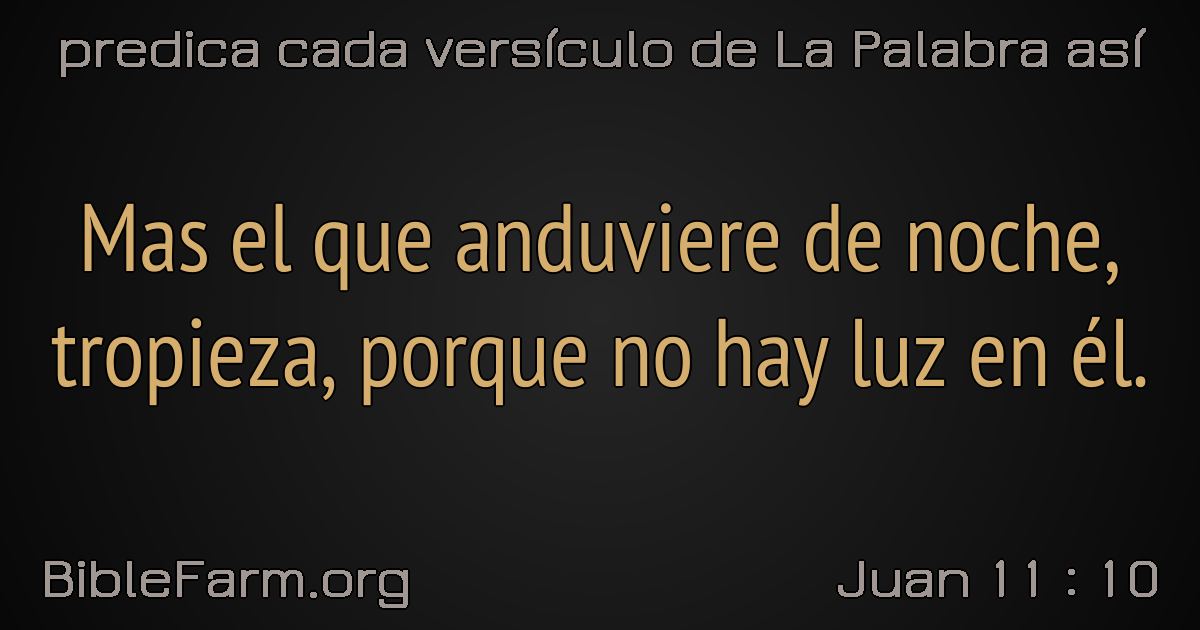 predica cada versículo de La Palabra así
Mas el que anduviere de noche,
tropieza, porque no hay luz en él.
BibleFarm.org
Juan 11 : 10